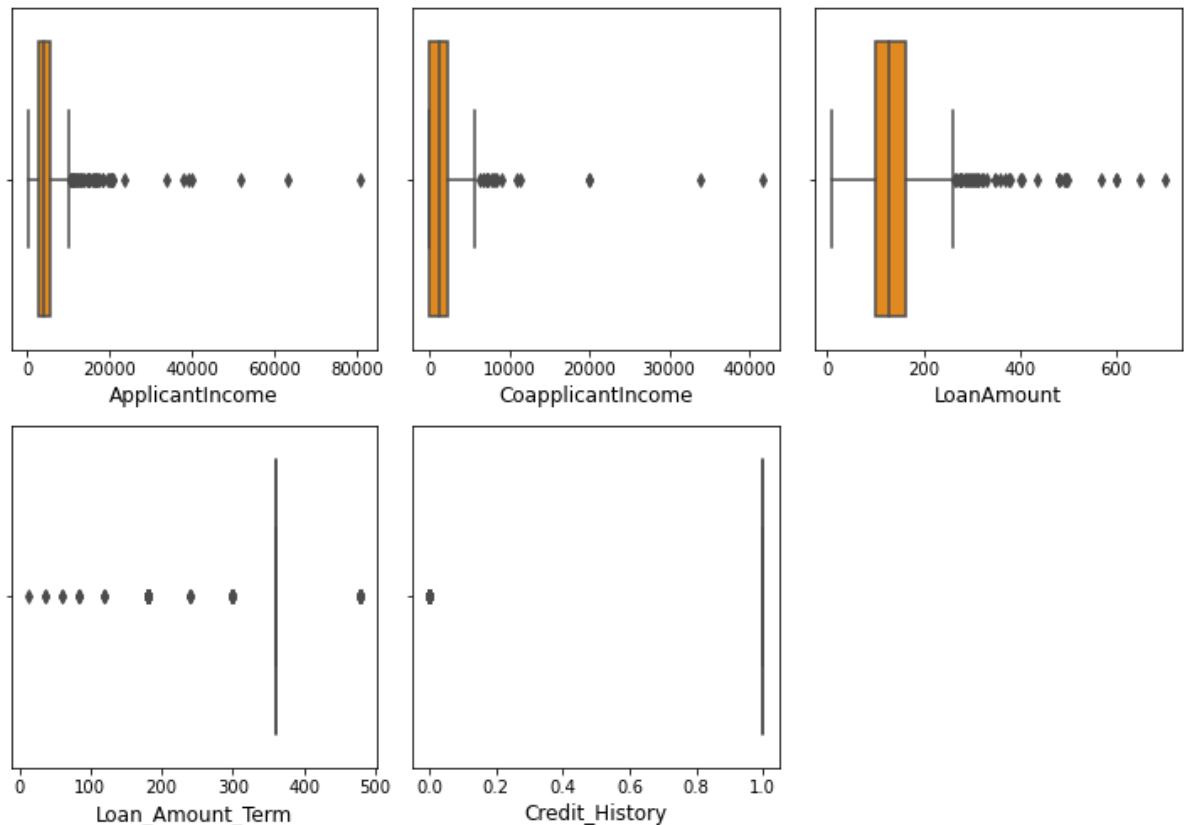 0 20000 40000 60000 80000
ApplicantIncome
0 10000 20000 30000 40000
CoapplicantIncome
0 200 400 600
LoanAmount
0 100 200 300 400 500
Loan_Amount_Term
0.0 0.2 0.4 0.6 0.8 1.0
Credit_History